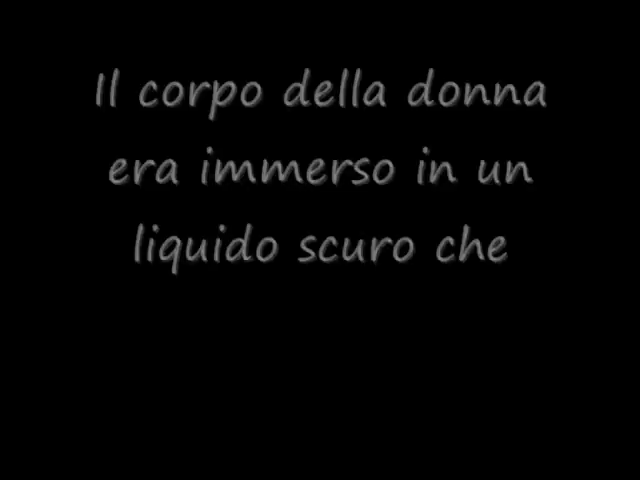 Il corpo della donna
era immerso in un
liquido scuro che